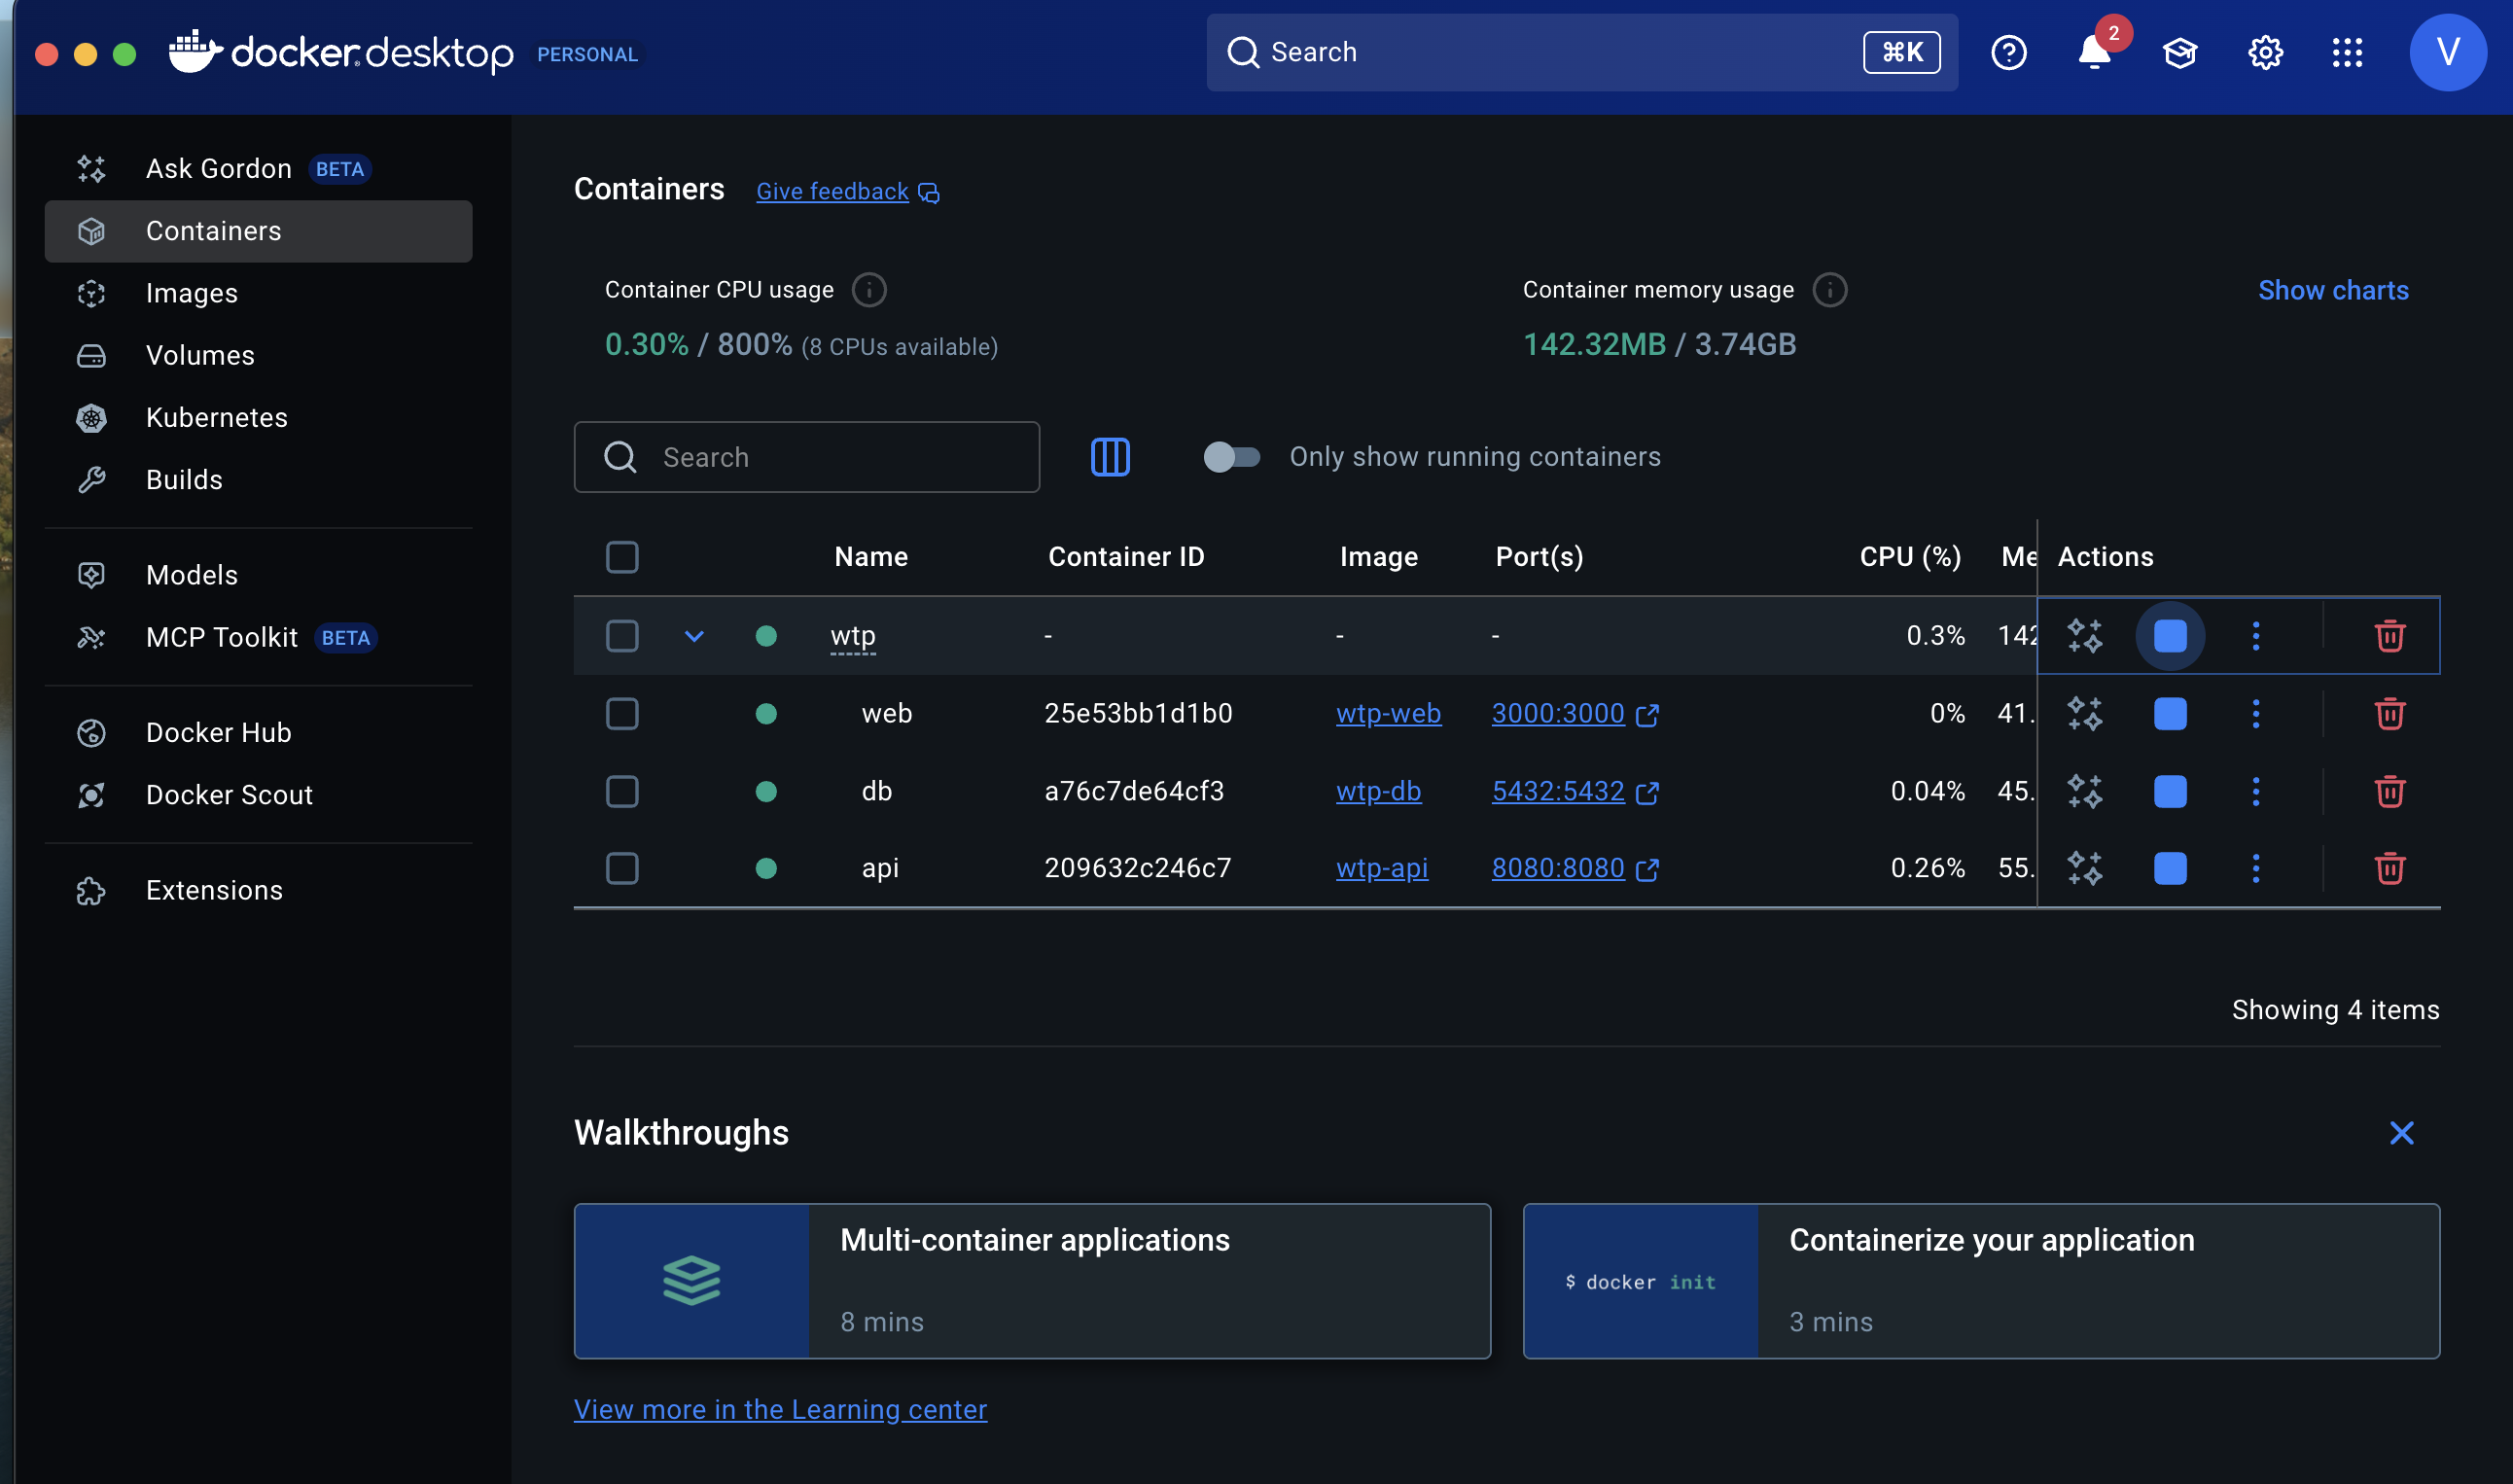 docker desktop PERSONAL
Search ⌘K
2
V
Ask Gordon BETA
Containers
Images
Volumes
Kubernetes
Builds
Models
MCP Toolkit BETA
Docker Hub
Docker Scout
Extensions
Containers Give feedback
Container CPU usage
0.30% / 800% (8 CPUs available)
Container memory usage
142.32MB / 3.74GB
Show charts
Search
Only show running containers
Name Container ID Image Port(s) CPU (%) Me Actions
wtp - - - 0.3% 142
web 25e53bb1d1b0 wtp-web 3000:3000 0% 41.
db a76c7de64cf3 wtp-db 5432:5432 0.04% 45.
api 209632c246c7 wtp-api 8080:8080 0.26% 55.
Showing 4 items
Walkthroughs
Multi-container applications
8 mins
$ docker init
Containerize your application
3 mins
View more in the Learning center